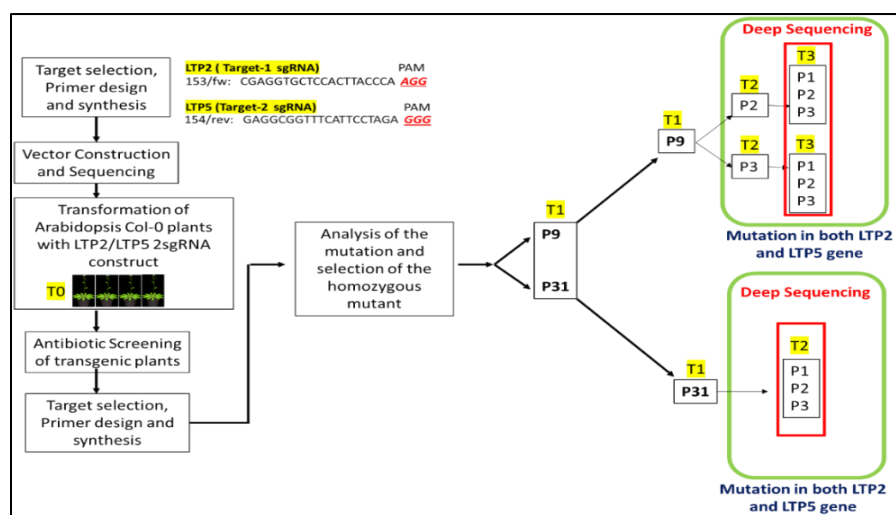 Target selection,
Primer design
and synthesis
LTP2 ( Target-1 sgRNA) PAM
153/fw: CGAGGTGCTCCACTTACCCA AGG
LTP5 (Target-2 sgRNA) PAM
154/rev: GAGGCGGTTTCATTCCTAGA GGG
Vector Construction
and Sequencing
Transformation of
Arabidopsis Col-0 plants
with LTP2/LTP5 2sgRNA
construct
T0
Antibiotic Screening
of transgenic plants
Target selection,
Primer design and
synthesis
Analysis of the
mutation and
selection of the
homozygous
mutant
T1
P9
P31
T1
P9
T2
P2
T2
P3
Deep Sequencing
T3
P1
P2
P3
T3
P1
P2
P3
Mutation in both LTP2
and LTP5 gene
T1
P31
Deep Sequencing
T2
P1
P2
P3
Mutation in both LTP2
and LTP5 gene